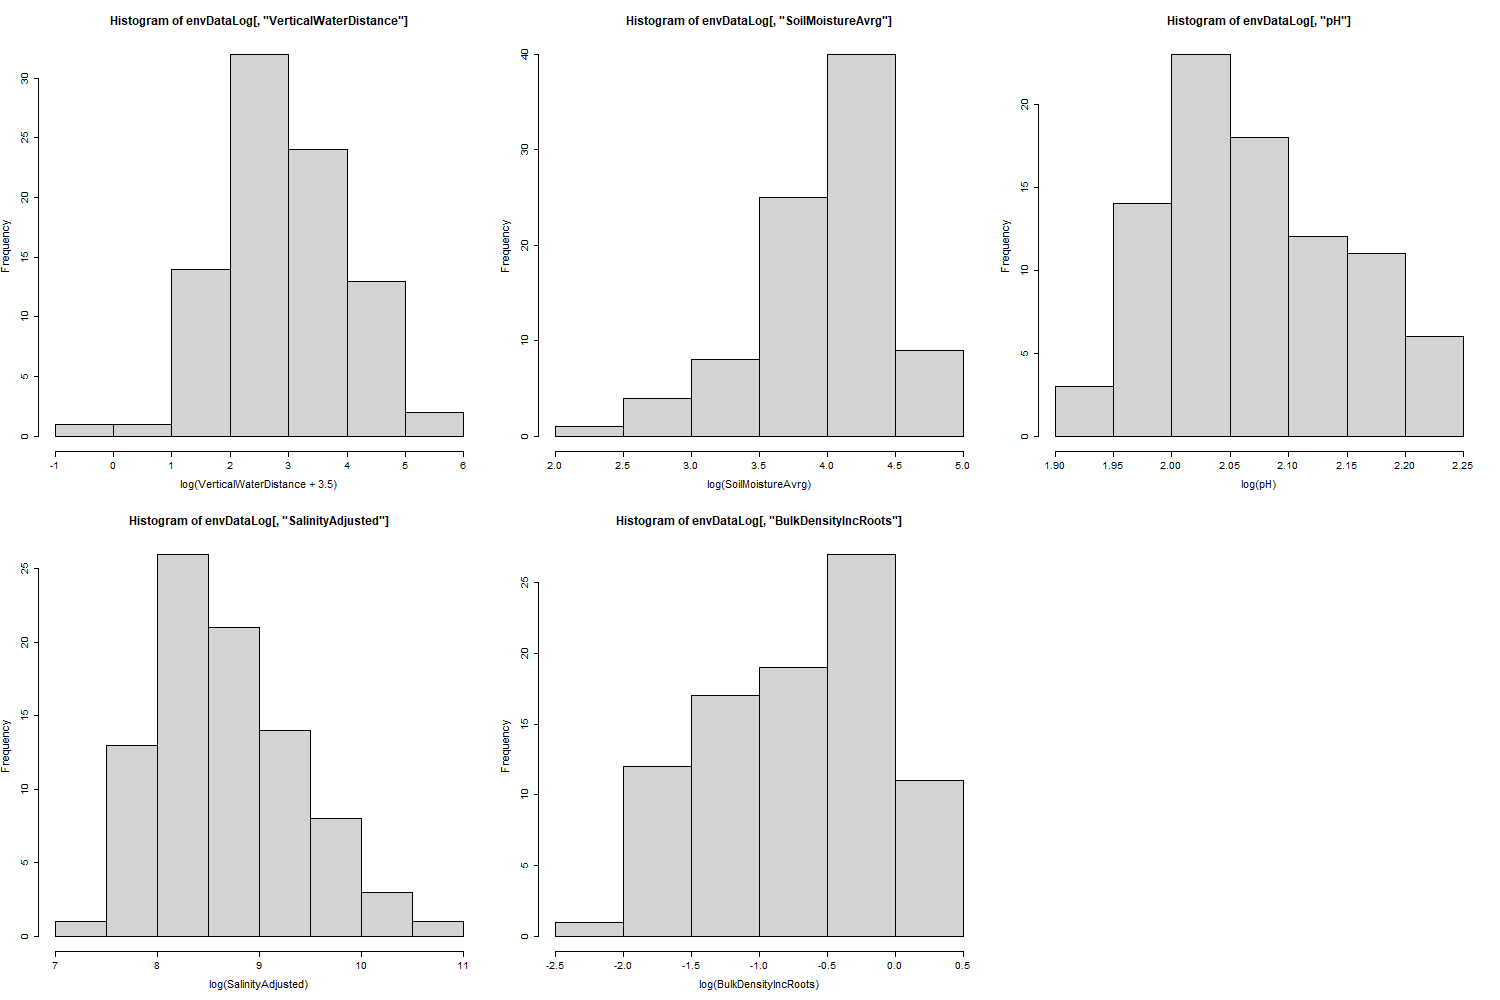 Histogram of envDataLog[, "VerticalWaterDistance"]
Frequency
0
5
10
15
20
25
30
-1 0 1 2 3 4 5 6
log(VerticalWaterDistance + 3.5)
Histogram of envDataLog[, "SoilMoistureAvrg"]
Frequency
0
10
20
30
40
2.0 2.5 3.0 3.5 4.0 4.5 5.0
log(SoilMoistureAvrg)
Histogram of envDataLog[, "pH"]
Frequency
0
5
10
15
20
1.90 1.95 2.00 2.05 2.10 2.15 2.20 2.25
log(pH)
Histogram of envDataLog[, "SalinityAdjusted"]
Frequency
0
5
10
15
20
25
7 8 9 10 11
log(SalinityAdjusted)
Histogram of envDataLog[, "BulkDensityIncRoots"]
Frequency
0
5
10
15
20
25
-2.5 -2.0 -1.5 -1.0 -0.5 0.0 0.5
log(BulkDensityIncRoots)